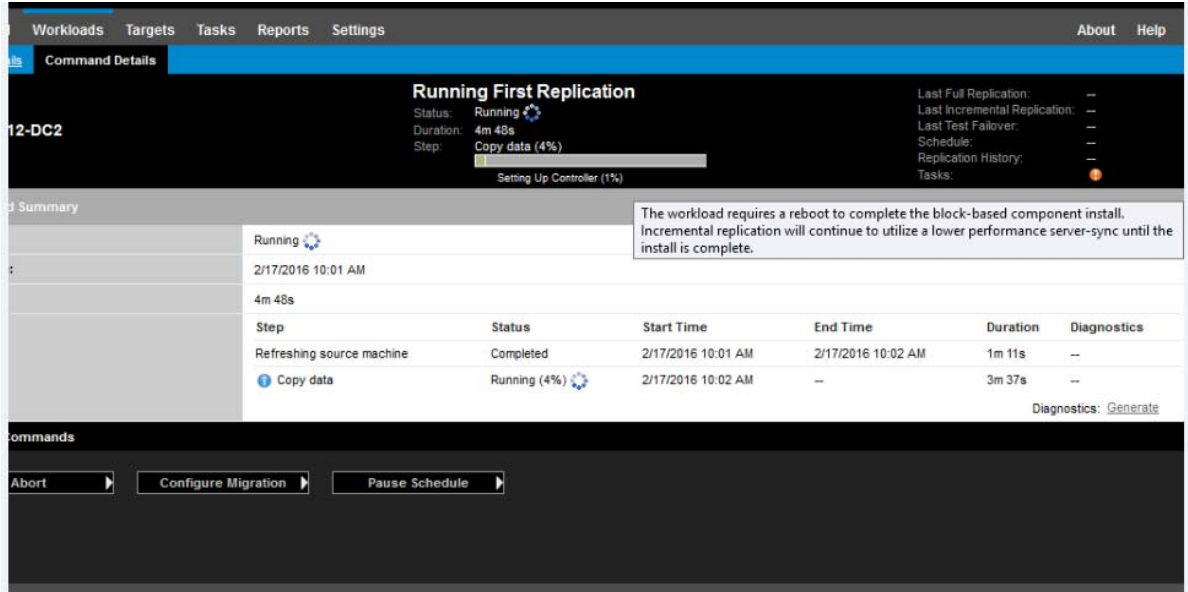 Workloads Targets Tasks Reports Settings About Help
ails Command Details
Running First Replication
Status: Running
Duration: 4m 48s
Step: Copy data (4%)
Setting Up Controller (1%)
12-DC2
Last Full Replication: --
Last Incremental Replication: --
Last Test Failover: --
Schedule: --
Replication History: --
Tasks:
d Summary
The workload requires a reboot to complete the block-based component install.
Incremental replication will continue to utilize a lower performance server-sync until the
install is complete.
Running
: 2/17/2016 10:01 AM
4m 48s
Step Status Start Time End Time Duration Diagnostics
Refreshing source machine Completed 2/17/2016 10:01 AM 2/17/2016 10:02 AM 1m 11s --
Copy data Running (4%) 2/17/2016 10:02 AM -- 3m 37s --
Diagnostics: Generate
Commands
Abort Configure Migration Pause Schedule